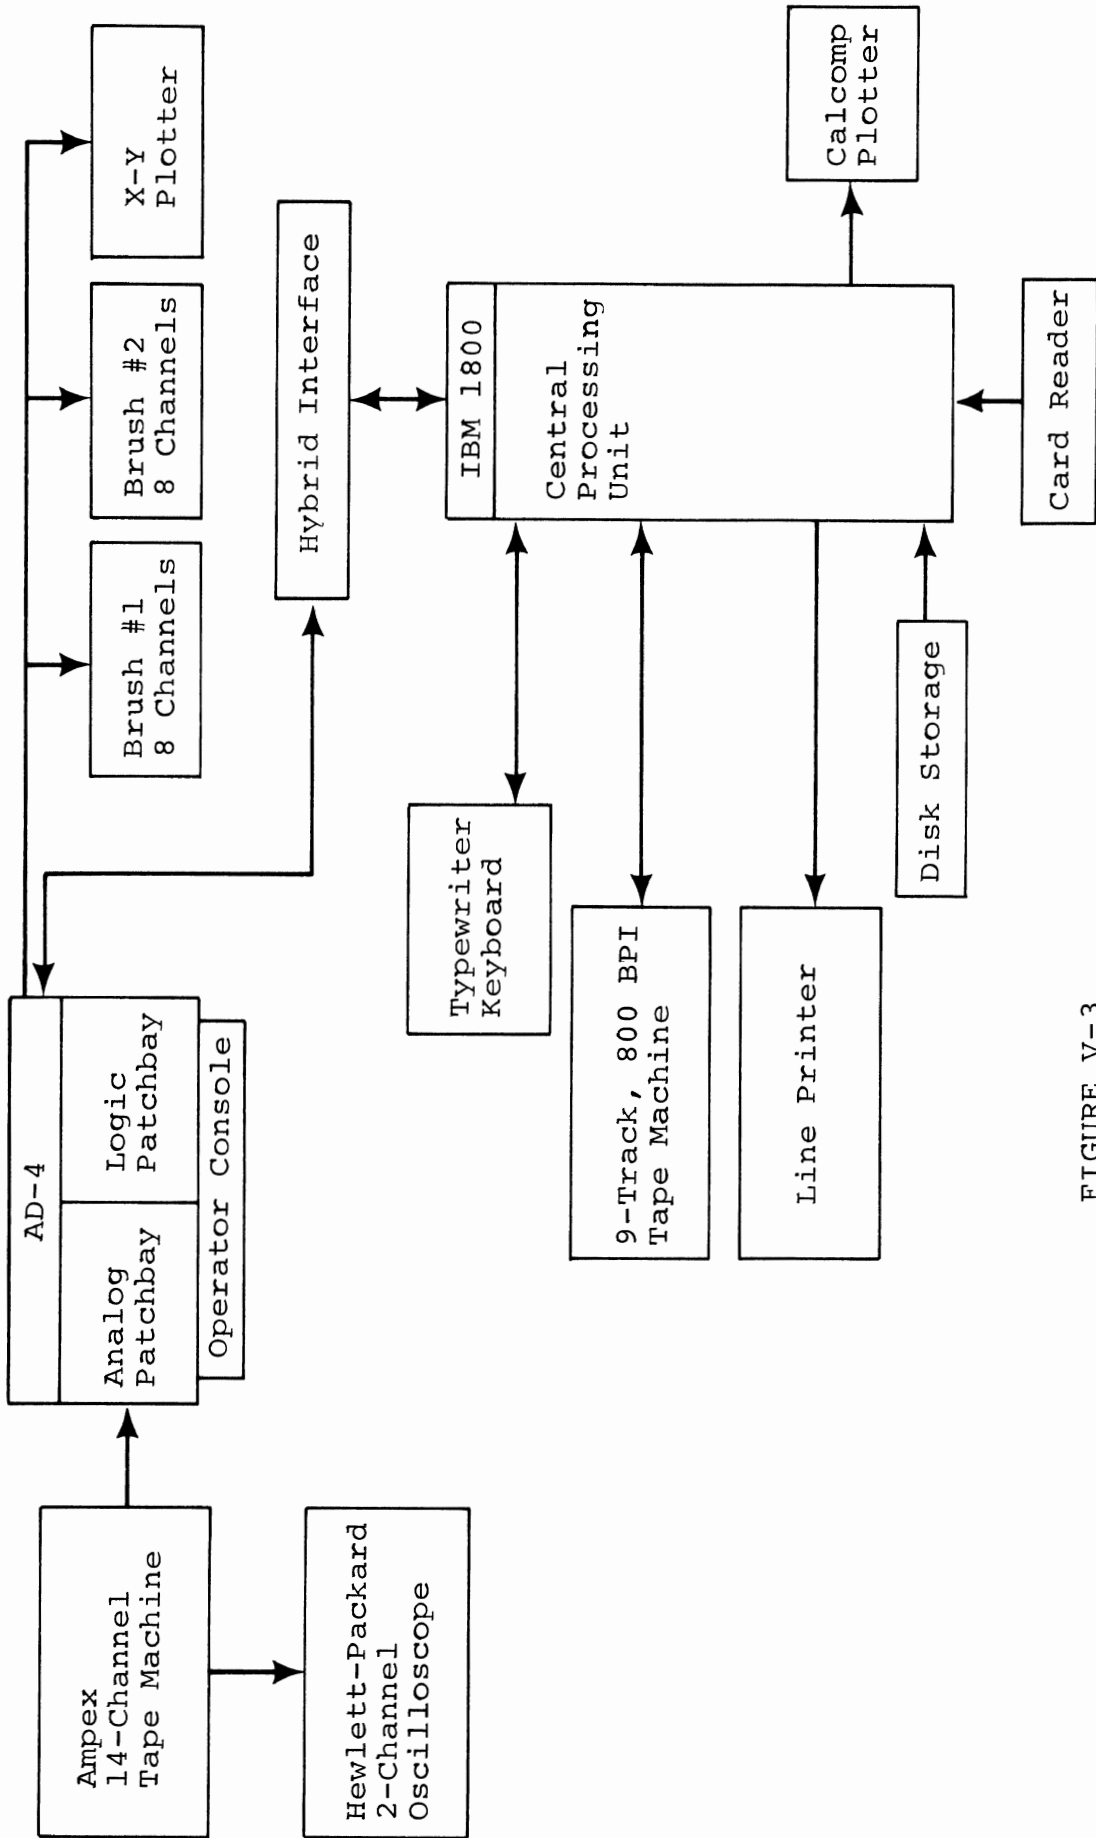 Ampex
14-Channel
Tape Machine
Hewlett-Packard
2-Channel
Oscilloscope
AD-4
Analog
Patchbay
Logic
Patchbay
Operator Console
Brush #1
8 Channels
Brush #2
8 Channels
X-Y
Plotter
Hybrid Interface
IBM 1800
Central
Processing
Unit
Typewriter
Keyboard
9-Track, 800 BPI
Tape Machine
Line Printer
Disk Storage
Card Reader
Calcomp
Plotter
FIGURE V-3